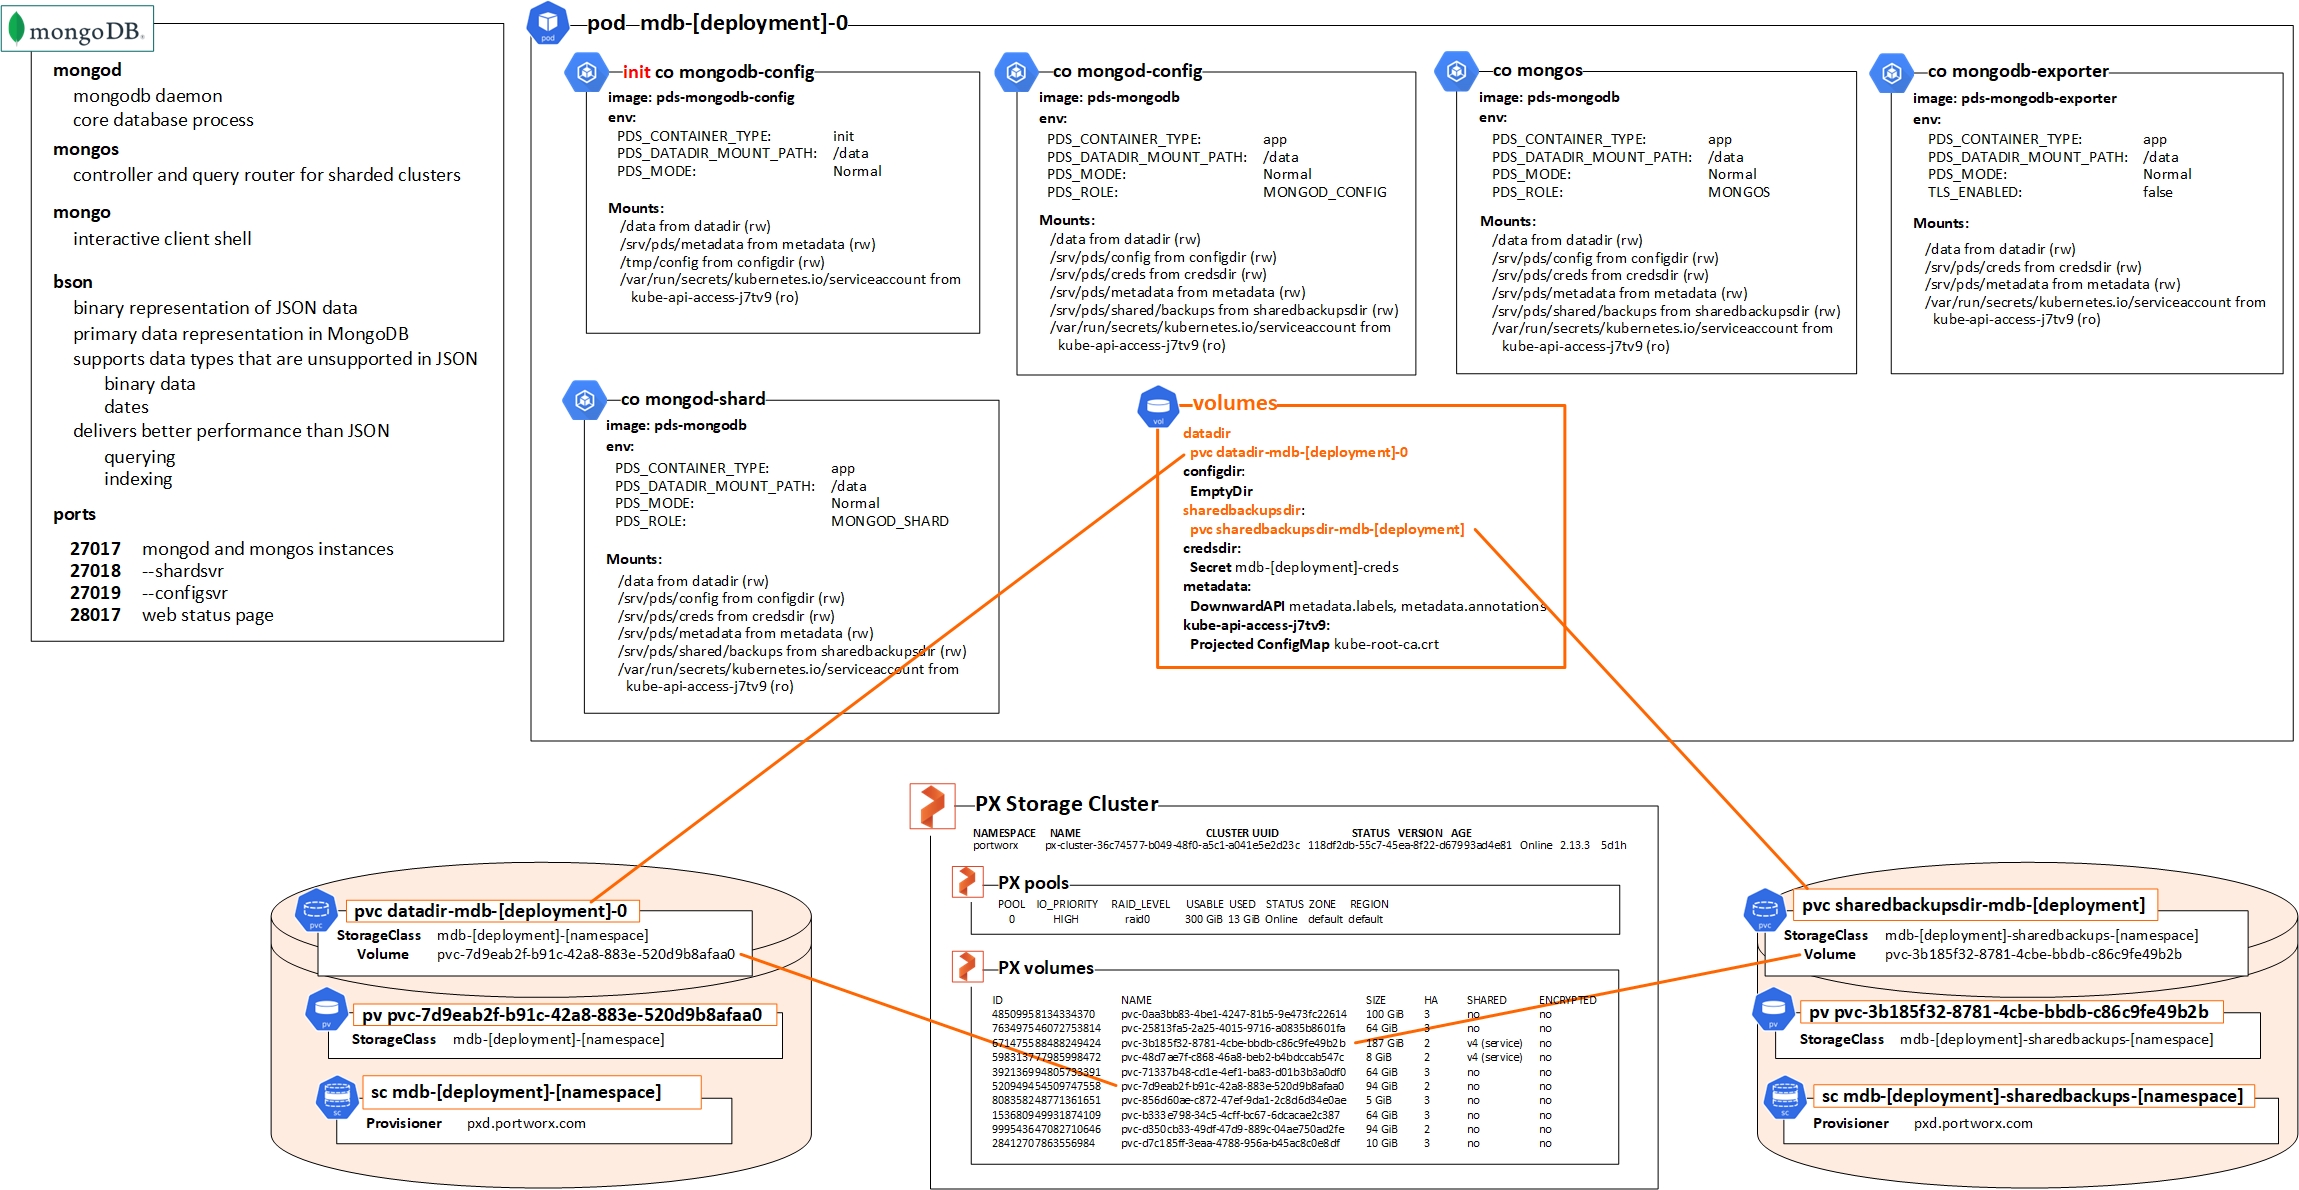 mongoDB.
mongod
mongodb daemon
core database process
mongos
controller and query router for sharded clusters
mongo
interactive client shell
bson
binary representation of JSON data
primary data representation in MongoDB
supports data types that are unsupported in JSON
binary data
dates
delivers better performance than JSON
querying
indexing
ports
27017 mongod and mongos instances
27018 --shardsvr
27019 --configsvr
28017 web status page
pod
pod mdb-[deployment]-0
init co mongodb-config
image: pds-mongodb-config
env:
PDS_CONTAINER_TYPE: init
PDS_DATADIR_MOUNT_PATH: /data
PDS_MODE: Normal
Mounts:
/data from datadir (rw)
/srv/pds/metadata from metadata (rw)
/tmp/config from configdir (rw)
/var/run/secrets/kubernetes.io/serviceaccount from
kube-api-access-j7tv9 (ro)
co mongod-config
image: pds-mongodb
env:
PDS_CONTAINER_TYPE: app
PDS_DATADIR_MOUNT_PATH: /data
PDS_MODE: Normal
PDS_ROLE: MONGOD_CONFIG
Mounts:
/data from datadir (rw)
/srv/pds/config from configdir (rw)
/srv/pds/creds from credsdir (rw)
/srv/pds/metadata from metadata (rw)
/srv/pds/shared/backups from sharedbackupsdir (rw)
/var/run/secrets/kubernetes.io/serviceaccount from
kube-api-access-j7tv9 (ro)
co mongos
image: pds-mongodb
env:
PDS_CONTAINER_TYPE: app
PDS_DATADIR_MOUNT_PATH: /data
PDS_MODE: Normal
PDS_ROLE: MONGOS
Mounts:
/data from datadir (rw)
/srv/pds/config from configdir (rw)
/srv/pds/creds from credsdir (rw)
/srv/pds/metadata from metadata (rw)
/srv/pds/shared/backups from sharedbackupsdir (rw)
/var/run/secrets/kubernetes.io/serviceaccount from
kube-api-access-j7tv9 (ro)
co mongodb-exporter
image: pds-mongodb-exporter
env:
PDS_CONTAINER_TYPE: app
PDS_DATADIR_MOUNT_PATH: /data
PDS_MODE: Normal
TLS_ENABLED: false
Mounts:
/data from datadir (rw)
/srv/pds/creds from credsdir (rw)
/srv/pds/metadata from metadata (rw)
/var/run/secrets/kubernetes.io/serviceaccount from
kube-api-access-j7tv9 (ro)
co mongod-shard
image: pds-mongodb
env:
PDS_CONTAINER_TYPE: app
PDS_DATADIR_MOUNT_PATH: /data
PDS_MODE: Normal
PDS_ROLE: MONGOD_SHARD
Mounts:
/data from datadir (rw)
/srv/pds/config from configdir (rw)
/srv/pds/creds from credsdir (rw)
/srv/pds/metadata from metadata (rw)
/srv/pds/shared/backups from sharedbackupsdir (rw)
/var/run/secrets/kubernetes.io/serviceaccount from
kube-api-access-j7tv9 (ro)
vol
volumes
datadir
pvc datadir-mdb-[deployment]-0
configdir:
EmptyDir
sharedbackupsdir:
pvc sharedbackupsdir-mdb-[deployment]
credsdir:
Secret mdb-[deployment]-creds
metadata:
DownwardAPI metadata.labels, metadata.annotations
kube-api-access-j7tv9:
Projected ConfigMap kube-root-ca.crt
pvc
pvc datadir-mdb-[deployment]-0
StorageClass mdb-[deployment]-[namespace]
Volume pvc-7d9eab2f-b91c-42a8-883e-520d9b8afaa0
pv
pv pvc-7d9eab2f-b91c-42a8-883e-520d9b8afaa0
StorageClass mdb-[deployment]-[namespace]
sc
sc mdb-[deployment]-[namespace]
Provisioner pxd.portworx.com
PX Storage Cluster
NAMESPACE NAME CLUSTER UUID STATUS VERSION AGE
portworx px-cluster-36c74577-b049-48f0-a5c1-a041e5e2d23c 118df2db-55c7-45ea-8f22-d67993ad4e81 Online 2.13.3 5d1h
PX pools
POOL IO_PRIORITY RAID_LEVEL USABLE USED STATUS ZONE REGION
0 HIGH raid0 300 GiB 13 GiB Online default default
PX volumes
ID NAME SIZE HA SHARED ENCRYPTED
48509958134334370 pvc-0aa3bb83-4be1-4247-81b5-9e473fc22614 100 GiB 3 no no
763497546072753814 pvc-25813fa5-2a25-4015-9716-a0835b8601fa 64 GiB 3 no no
671475588488249424 pvc-3b185f32-8781-4cbe-bbdb-c86c9fe49b2b 187 GiB 2 v4 (service) no
598313777985998472 pvc-48d7ae7f-c868-46a8-beb2-b4bdccab547c 8 GiB 2 v4 (service) no
392136994805733391 pvc-71337b48-cd1e-4ef1-ba83-d01b3b3a0df0 64 GiB 3 no no
520949454509747558 pvc-7d9eab2f-b91c-42a8-883e-520d9b8afaa0 94 GiB 2 no no
808358248771361651 pvc-856d60ae-c872-47ef-9da1-2c8d6d34e0ae 5 GiB 3 no no
153680949931874109 pvc-b333e798-34c5-4cff-bc67-6dcacae2c387 64 GiB 3 no no
999543647082710646 pvc-d350cb33-49df-47d9-889c-04ae750ad2fe 94 GiB 2 no no
28412707863556984 pvc-d7c185ff-3eaa-4788-956a-b45ac8c0e8df 10 GiB 3 no no
pvc
pvc sharedbackupsdir-mdb-[deployment]
StorageClass mdb-[deployment]-sharedbackups-[namespace]
Volume pvc-3b185f32-8781-4cbe-bbdb-c86c9fe49b2b
pv
pv pvc-3b185f32-8781-4cbe-bbdb-c86c9fe49b2b
StorageClass mdb-[deployment]-sharedbackups-[namespace]
sc
sc mdb-[deployment]-sharedbackups-[namespace]
Provisioner pxd.portworx.com